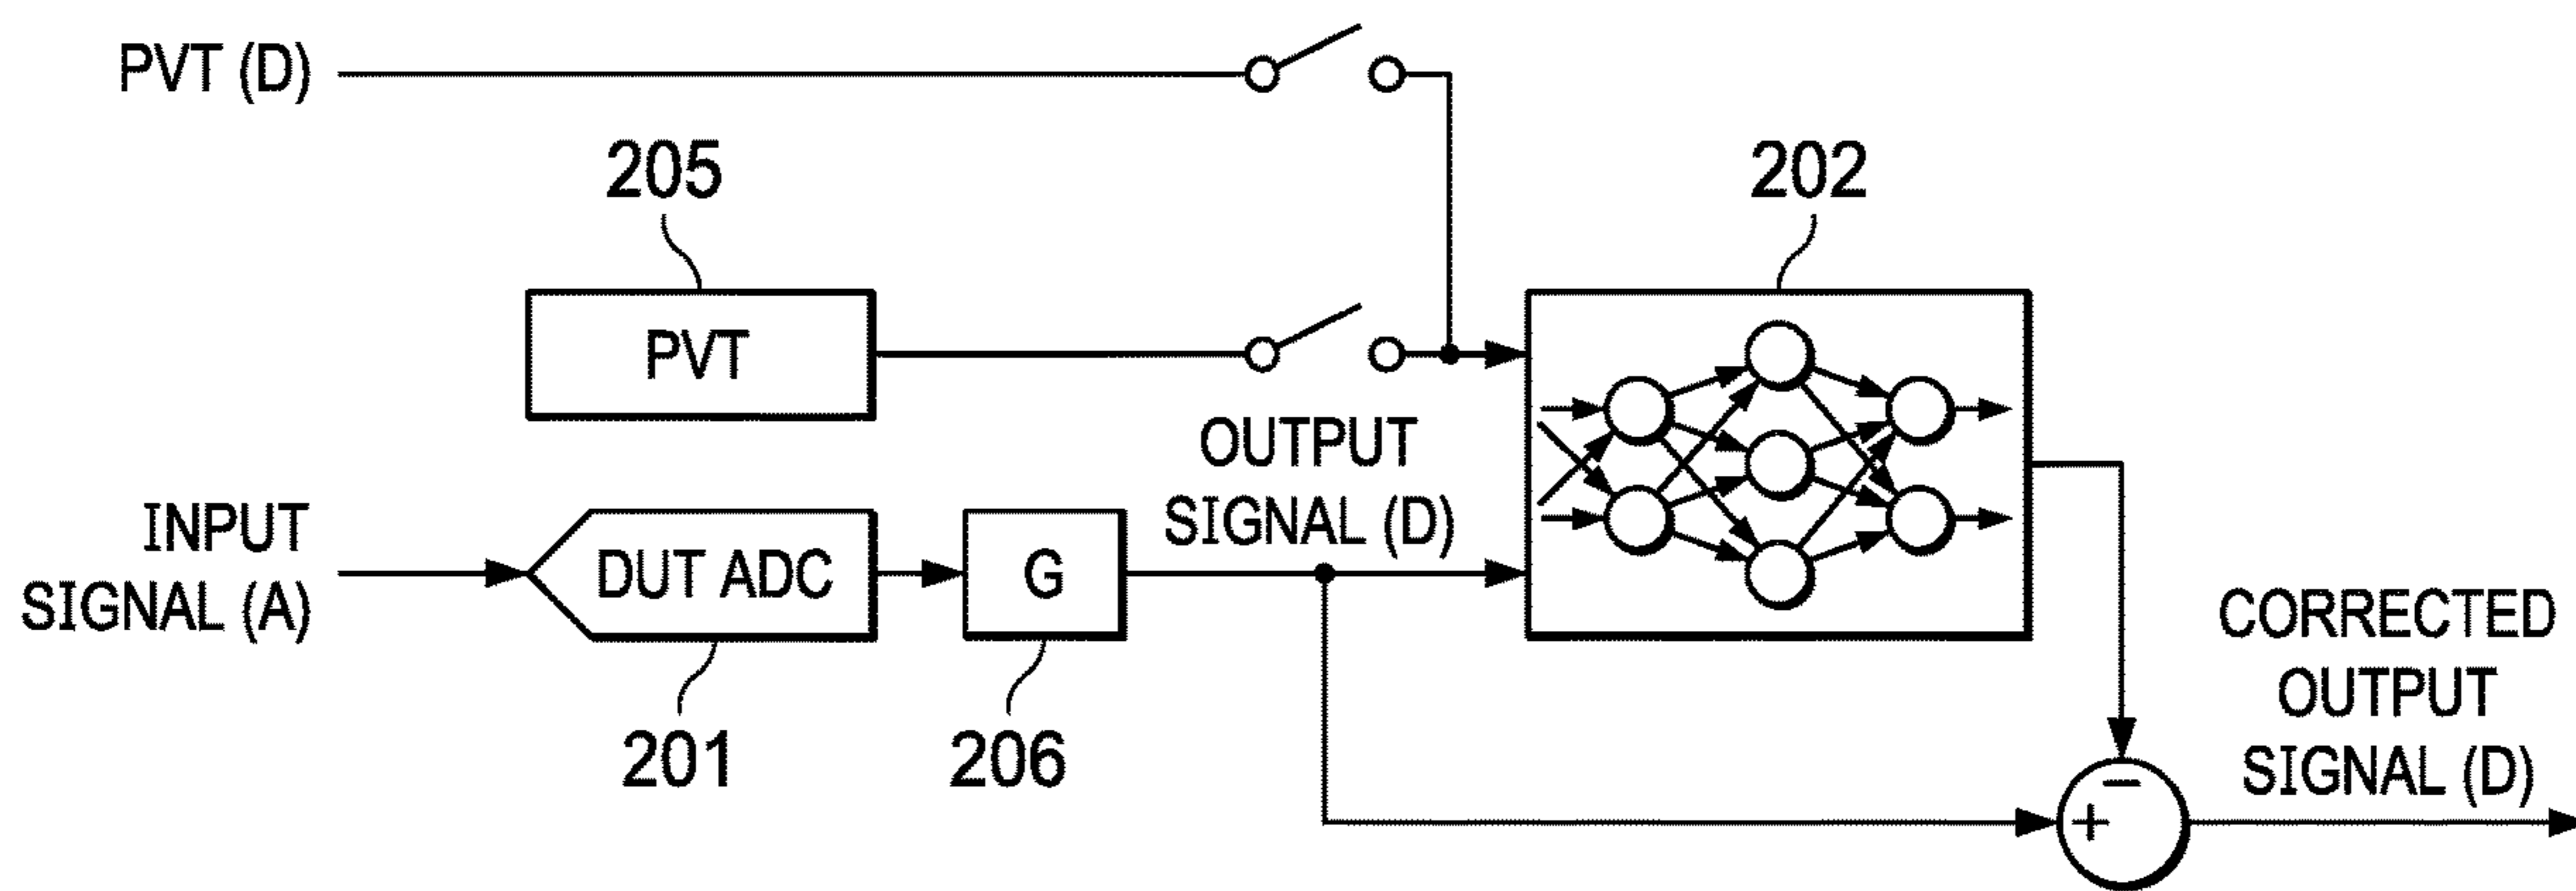 PVT (D)
205
202
PVT
OUTPUT
SIGNAL (D)
INPUT
SIGNAL (A)
DUT ADC
G
201
206
CORRECTED
OUTPUT
SIGNAL (D)
−
+